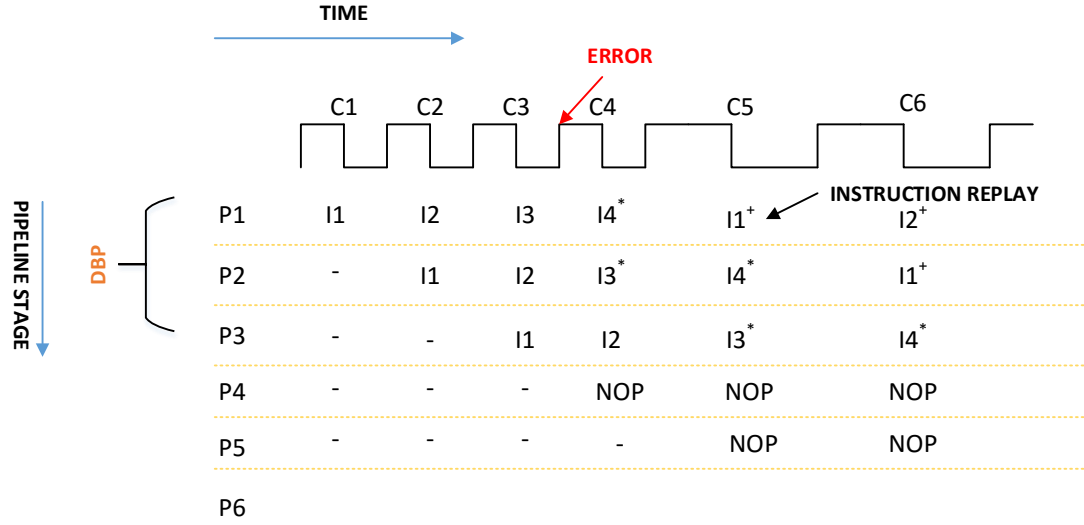 TIME
ERROR
C1 C2 C3 C4 C5 C6
INSTRUCTION REPLAY
PIPELINE STAGE
DBP
P1 I1 I2 I3 I4* I1+ I2+
P2 - I1 I2 I3* I4* I1+
P3 - - I1 I2 I3* I4*
P4 - - - NOP NOP NOP
P5 - - - - NOP NOP
P6